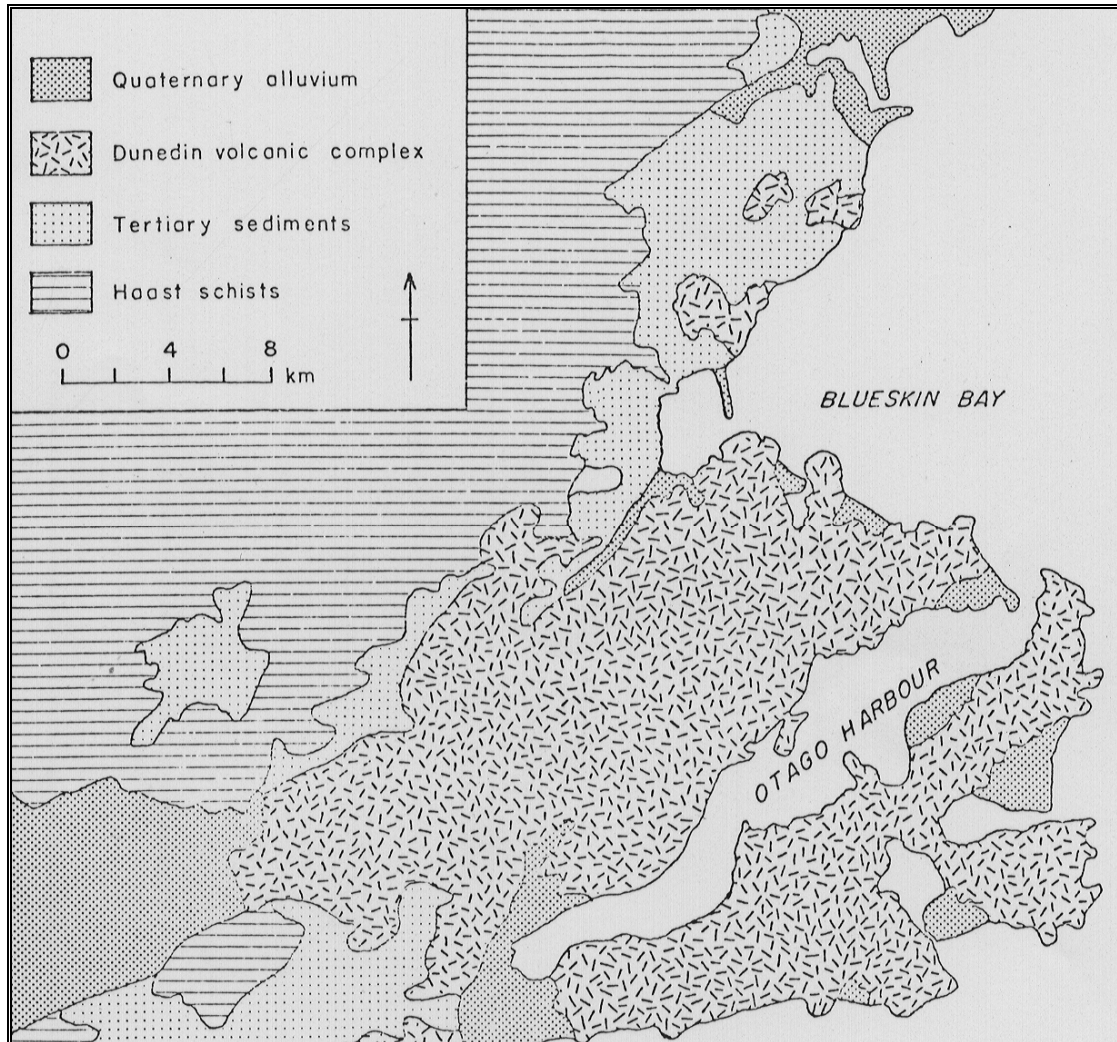 Quaternary alluvium
Dunedin volcanic complex
Tertiary sediments
Haast schists
0 4 8
km
BLUESKIN BAY
OTAGO HARBOUR